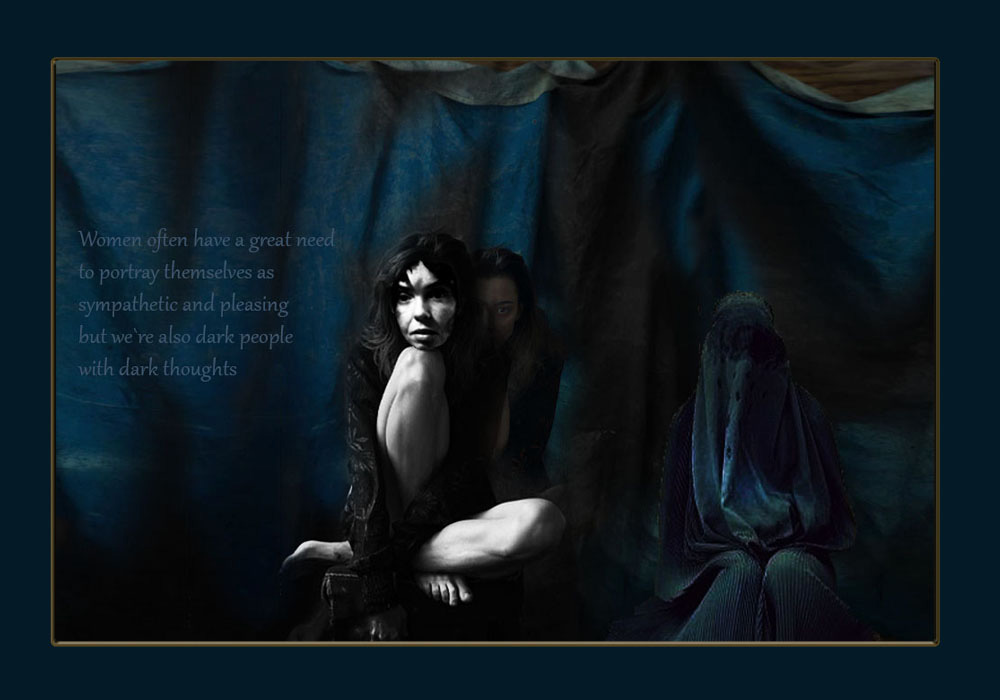 Women often have a great need
to portray themselves as
sympathetic and pleasing
but we`re also dark people
with dark thoughts